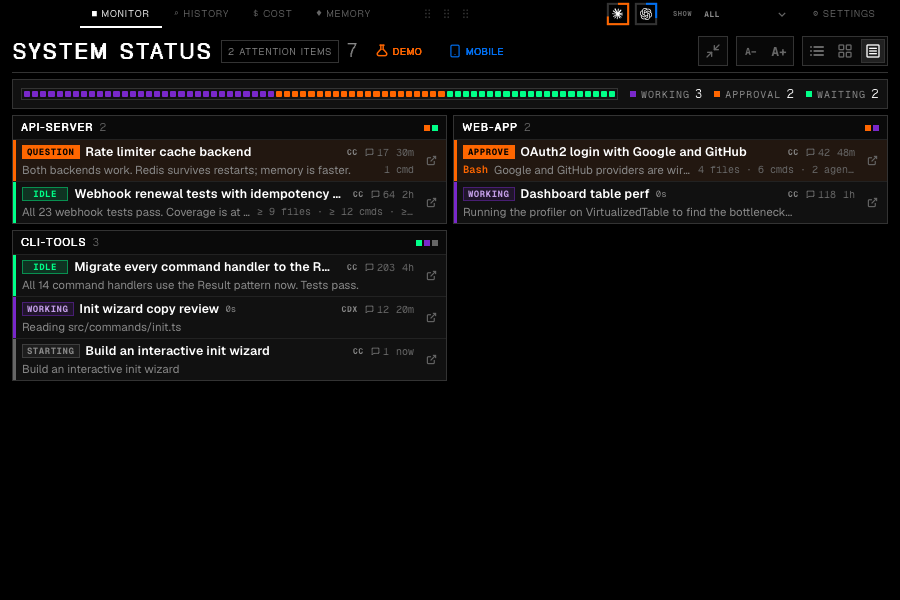 MONITOR HISTORY COST MEMORY SHOW ALL SETTINGS
SYSTEM STATUS 2 ATTENTION ITEMS 7 DEMO MOBILE A− A+
WORKING 3 APPROVAL 2 WAITING 2
API-SERVER 2
QUESTION Rate limiter cache backend CC 17 30m
Both backends work. Redis survives restarts; memory is faster. 1 cmd
IDLE Webhook renewal tests with idempotency … CC 64 2h
All 23 webhook tests pass. Coverage is at … ≥ 9 files · ≥ 12 cmds · ≥…
WEB-APP 2
APPROVE OAuth2 login with Google and GitHub CC 42 48m
Bash Google and GitHub providers are wir… 4 files · 6 cmds · 2 agen…
WORKING Dashboard table perf 0s CC 118 1h
Running the profiler on VirtualizedTable to find the bottleneck…
CLI-TOOLS 3
IDLE Migrate every command handler to the R… CC 203 4h
All 14 command handlers use the Result pattern now. Tests pass.
WORKING Init wizard copy review 0s CDX 12 20m
Reading src/commands/init.ts
STARTING Build an interactive init wizard CC 1 now
Build an interactive init wizard